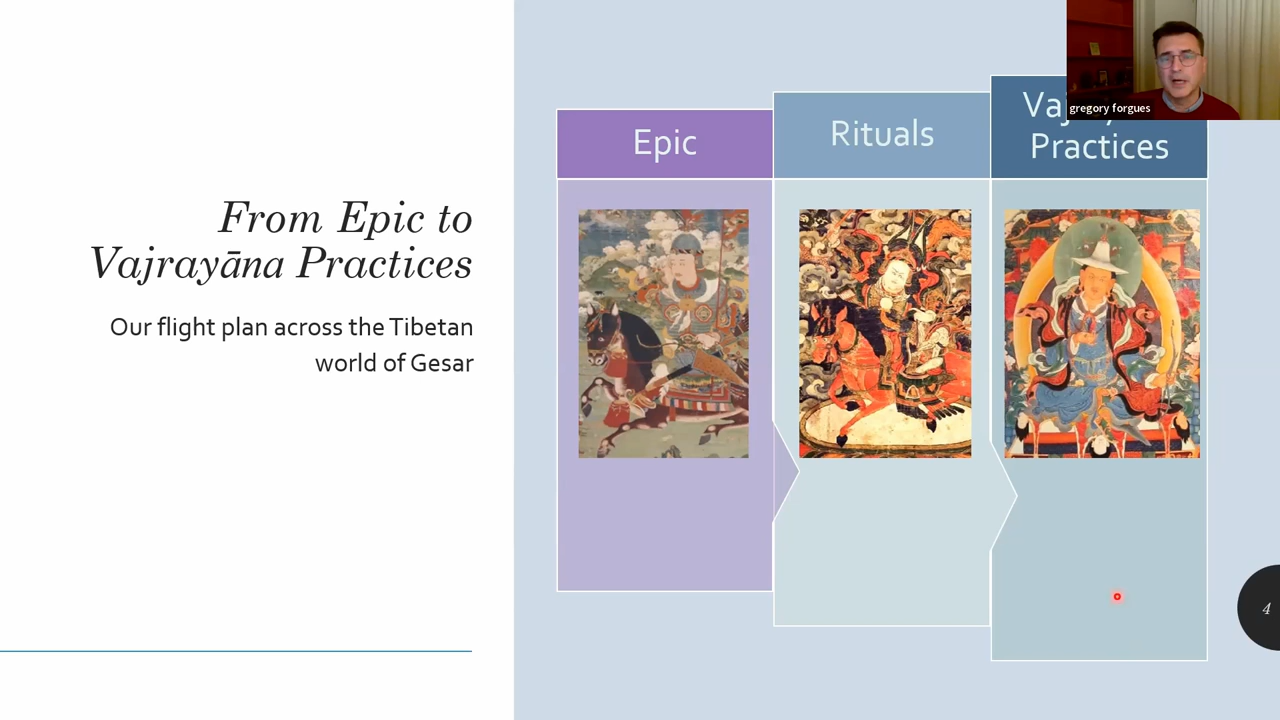 From Epic to
Vajrayāna Practices
Our flight plan across the Tibetan
world of Gesar
Epic
Rituals
Practices
gregory forgues
4